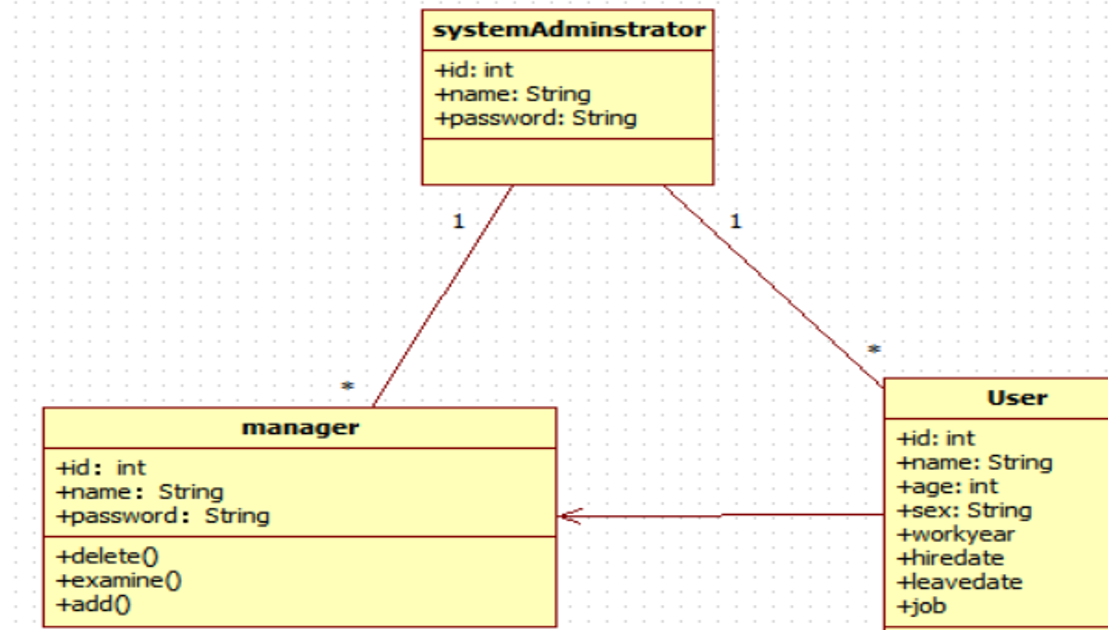 systemAdminstrator
+id: int
+name: String
+password: String
1
1
*
*
manager
+id: int
+name: String
+password: String
+delete()
+examine()
+add()
User
+id: int
+name: String
+age: int
+sex: String
+workyear
+hiredate
+leavedate
+job